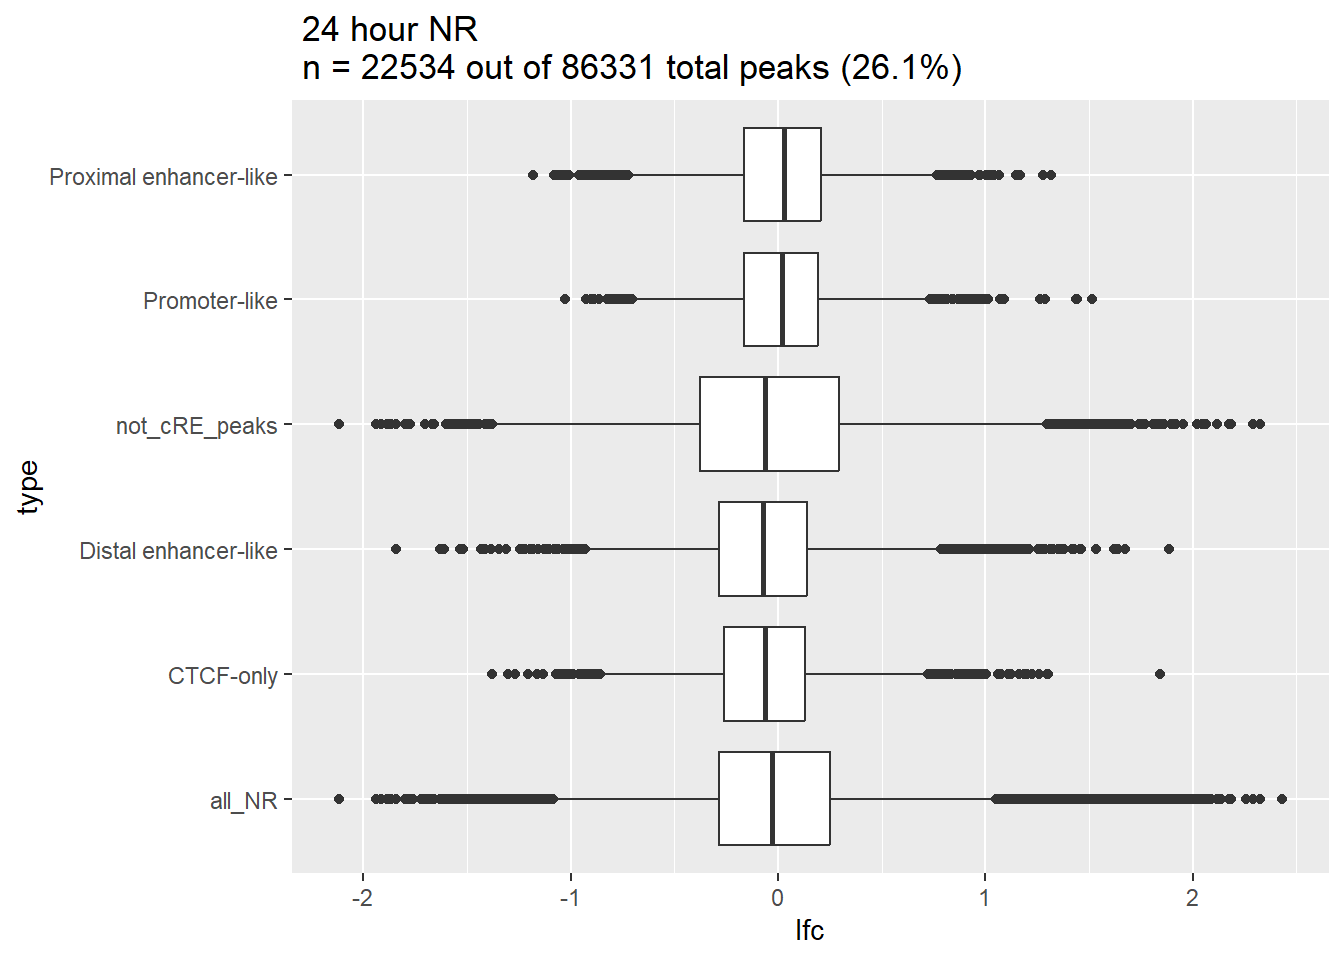 24 hour NR
n = 22534 out of 86331 total peaks (26.1%)
type
Proximal enhancer-like
Promoter-like
not_cRE_peaks
Distal enhancer-like
CTCF-only
all_NR
-2 -1 0 1 2
lfc